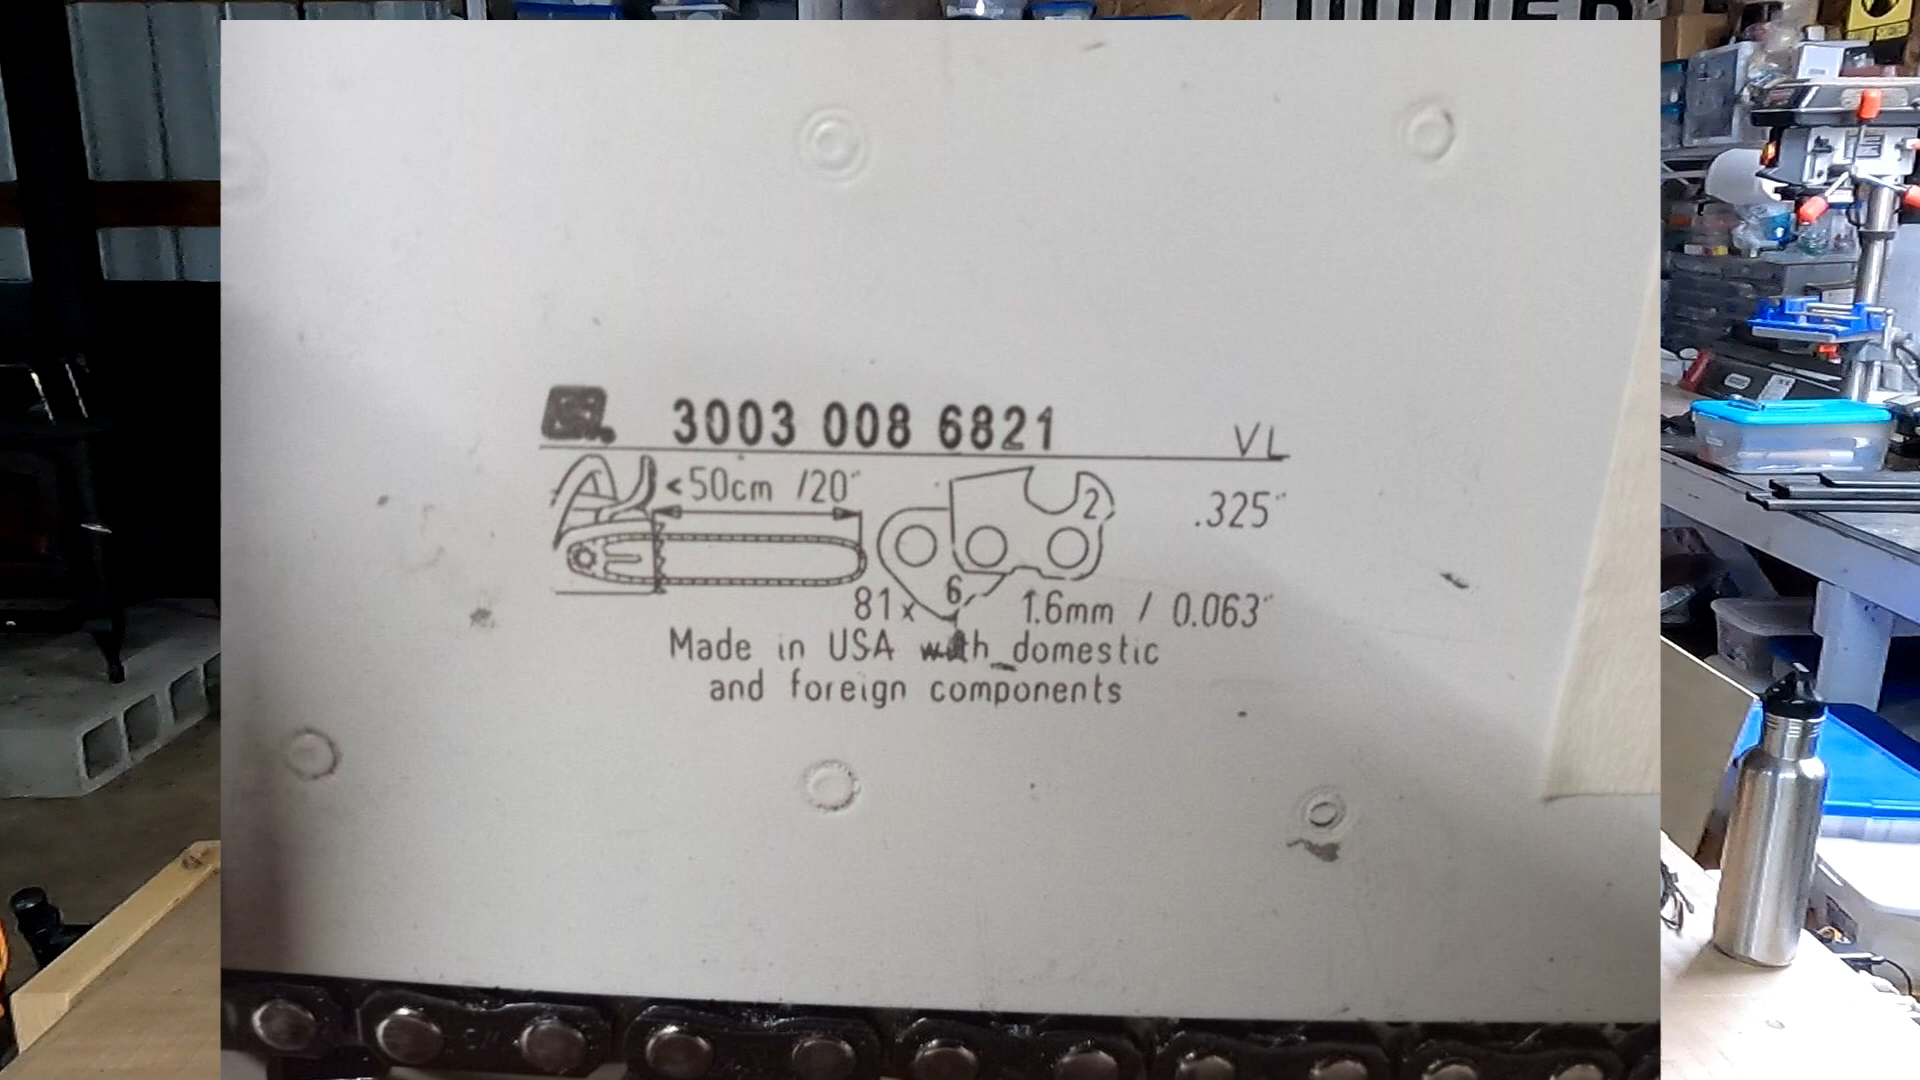 3003 008 6821 VL
<50cm /20"
2
.325"
81x 6 1.6mm / 0.063"
Made in USA with domestic
and foreign components